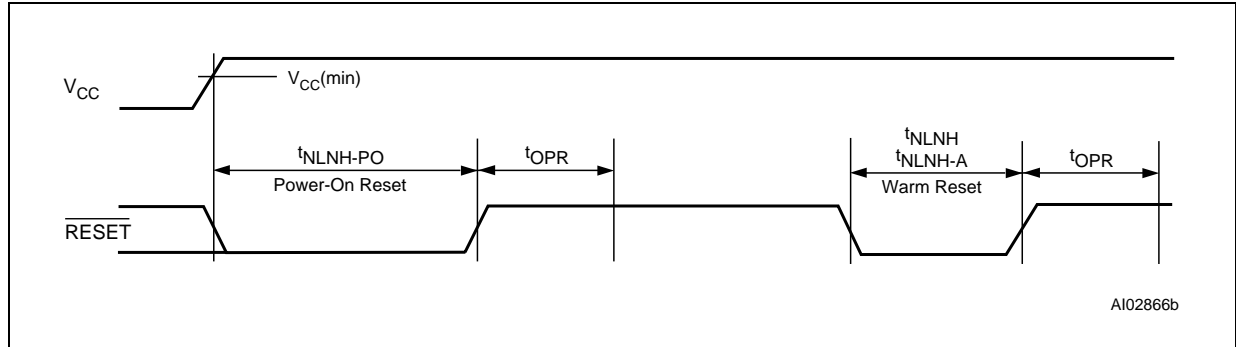 VCC
VCC(min)
tNLNH-PO
Power-On Reset
tOPR
tNLNH
tNLNH-A
Warm Reset
tOPR
RESET
AI02866b